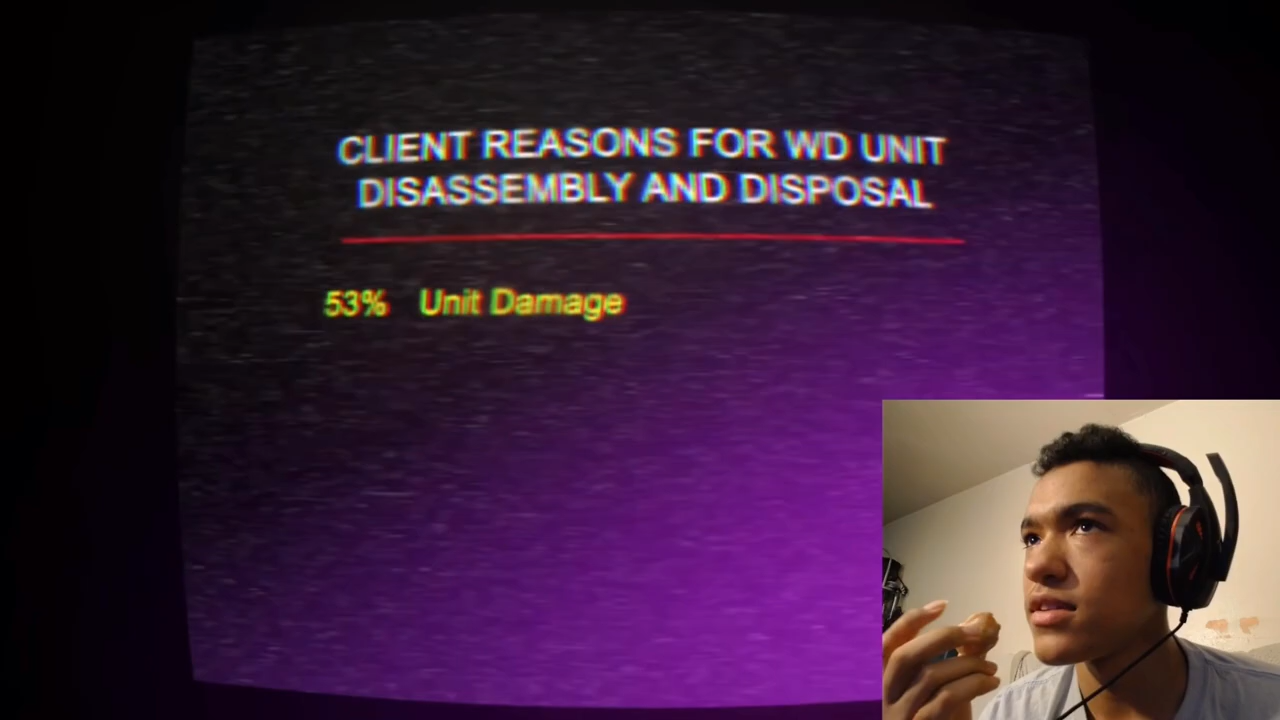 CLIENT REASONS FOR WD UNIT
DISASSEMBLY AND DISPOSAL
53% Unit Damage